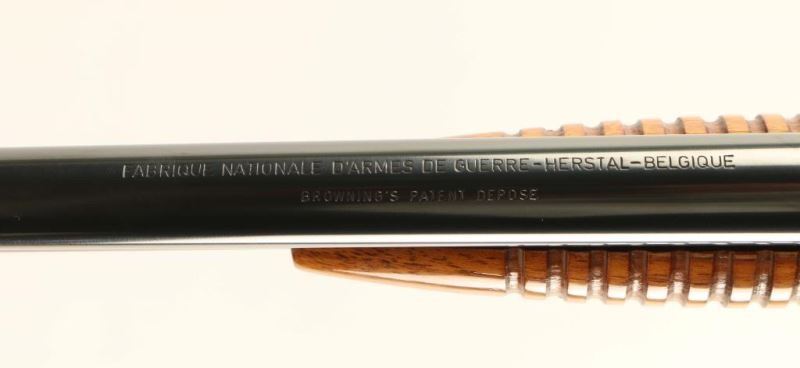 FABRIQUE NATIONALE D'ARMES DE GUERRE-HERSTAL-BELGIQUE
BROWNING'S PATENT DEPOSE